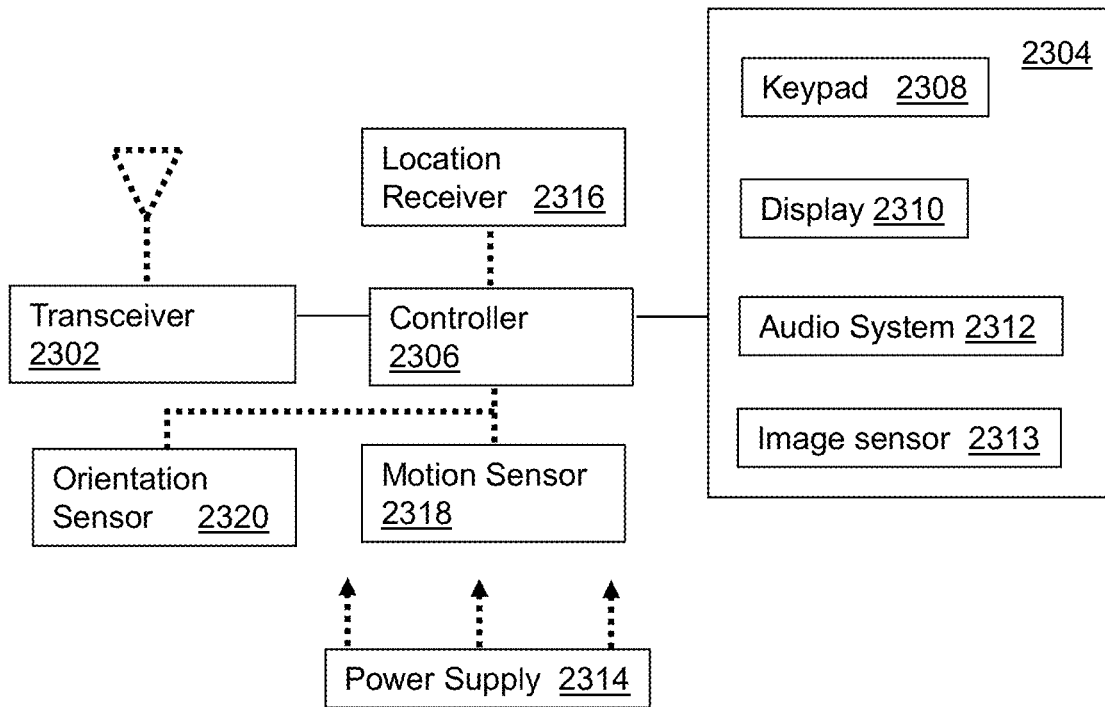 2304
Keypad 2308
Location
Receiver 2316
Display 2310
Transceiver
2302
Controller
2306
Audio System 2312
Image sensor 2313
Orientation
Sensor 2320
Motion Sensor
2318
Power Supply 2314